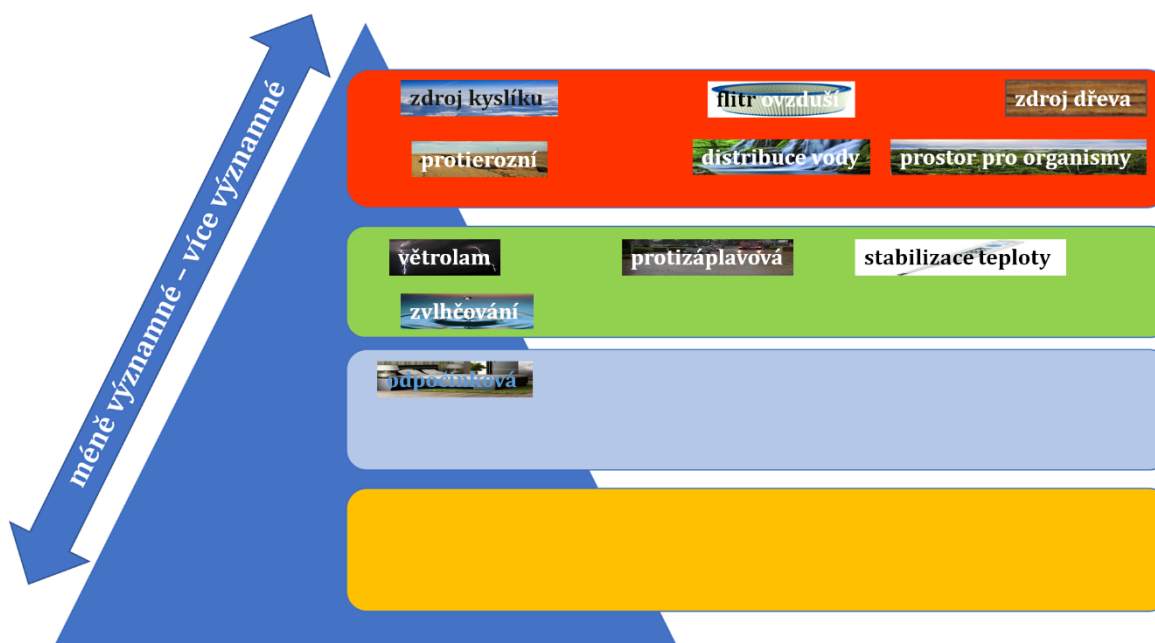 méně významné – více významné
zdroj kyslíku
flitr ovzduší
zdroj dřeva
protierozní
distribuce vody
prostor pro organismy
větrolam
protizáplavová
stabilizace teploty
zvlhčování
odpočinková